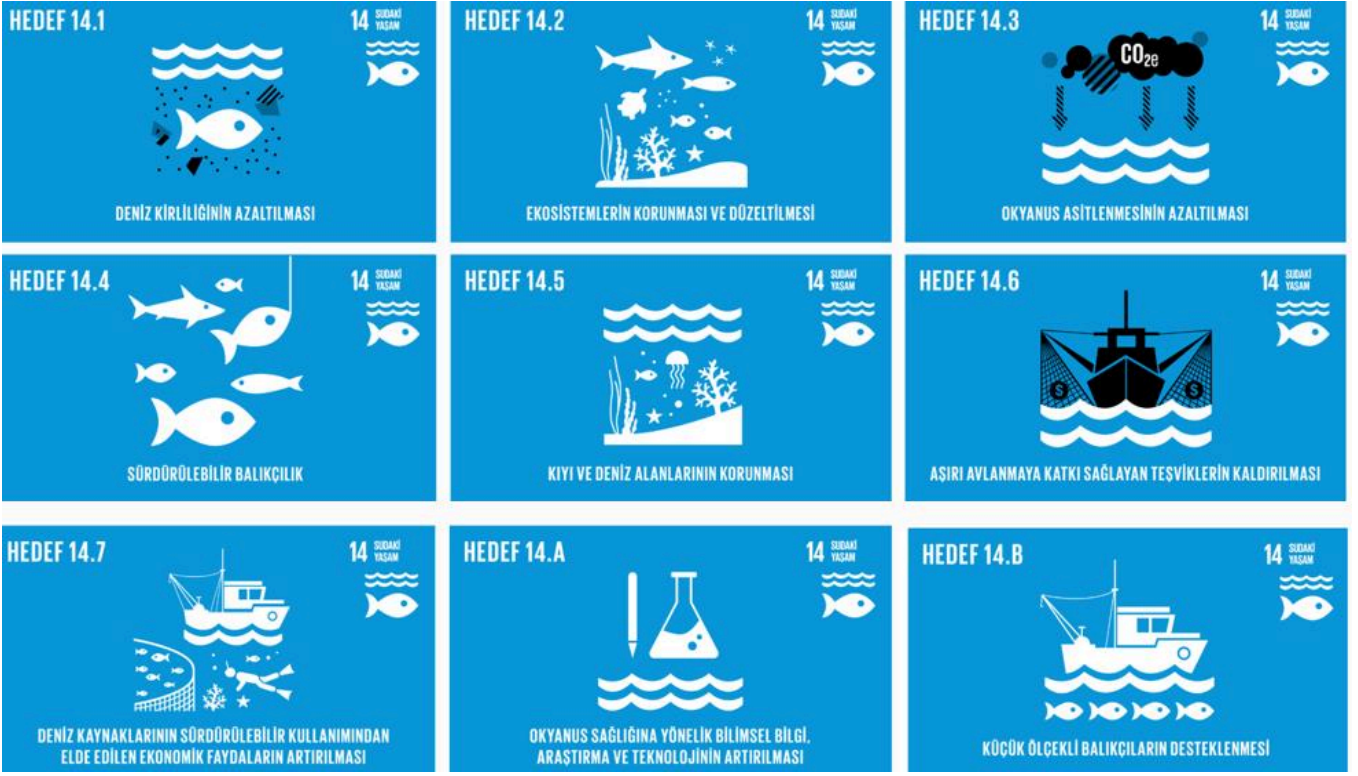 HEDEF 14.1
14 SUDAKİ
YAŞAM
DENİZ KİRLİLİĞİNİN AZALTILMASI
HEDEF 14.2
14 SUDAKİ
YAŞAM
EKOSİSTEMLERİN KORUNMASI VE DÜZELTİLMESİ
HEDEF 14.3
14 SUDAKİ
YAŞAM
CO2e
OKYANUS ASİTLENMESİNİN AZALTILMASI
HEDEF 14.4
14 SUDAKİ
YAŞAM
SÜRDÜRÜLEBİLİR BALIKÇILIK
HEDEF 14.5
14 SUDAKİ
YAŞAM
KIYI VE DENİZ ALANLARININ KORUNMASI
HEDEF 14.6
14 SUDAKİ
YAŞAM
$ $
AŞIRI AVLANMAYA KATKI SAĞLAYAN TEŞVİKLERİN KALDIRILMASI
HEDEF 14.7
14 SUDAKİ
YAŞAM
DENİZ KAYNAKLARININ SÜRDÜRÜLEBİLİR KULLANIMINDAN
ELDE EDİLEN EKONOMİK FAYDALARIN ARTIRILMASI
HEDEF 14.A
14 SUDAKİ
YAŞAM
OKYANUS SAĞLIĞINA YÖNELİK BİLİMSEL BİLGİ,
ARAŞTIRMA VE TEKNOLOJİNİN ARTIRILMASI
HEDEF 14.B
14 SUDAKİ
YAŞAM
KÜÇÜK ÖLÇEKLİ BALIKÇILARIN DESTEKLENMESİ